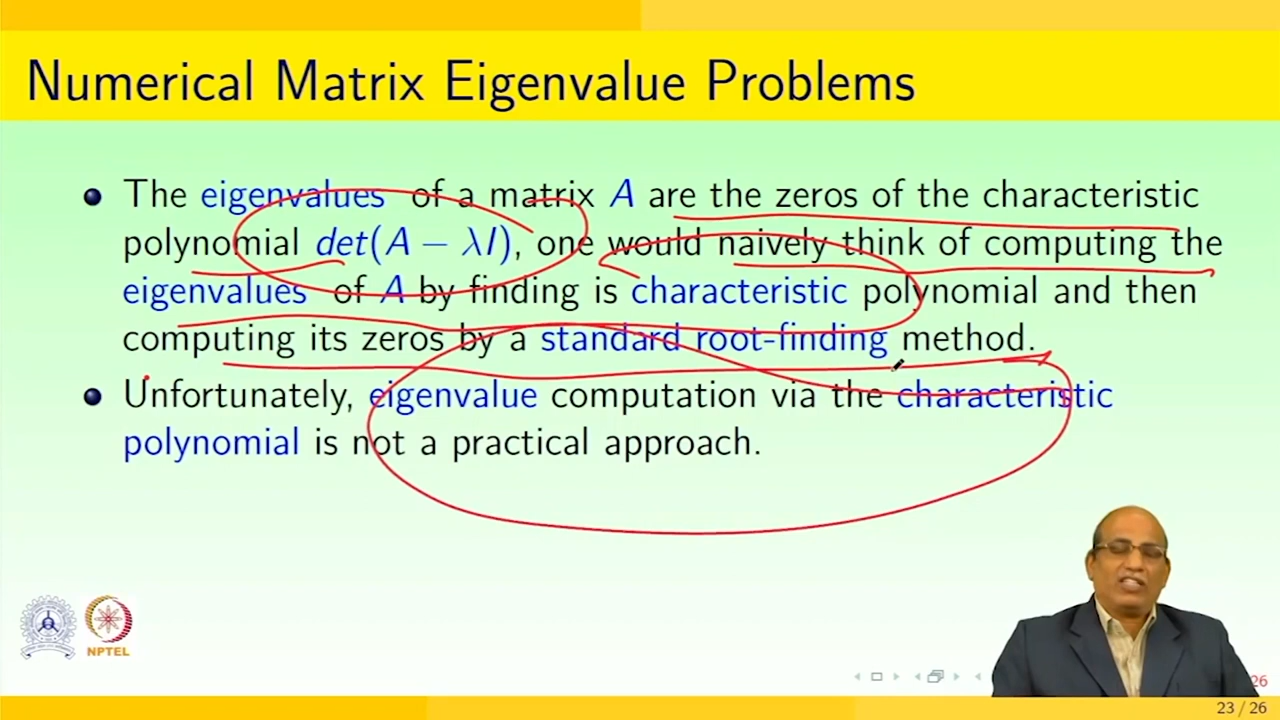 Numerical Matrix Eigenvalue Problems
The eigenvalues of a matrix A are the zeros of the characteristic
polynomial det(A − λI), one would naively think of computing the
eigenvalues of A by finding is characteristic polynomial and then
computing its zeros by a standard root-finding method.
Unfortunately, eigenvalue computation via the characteristic
polynomial is not a practical approach.
NPTEL
26
23 / 26